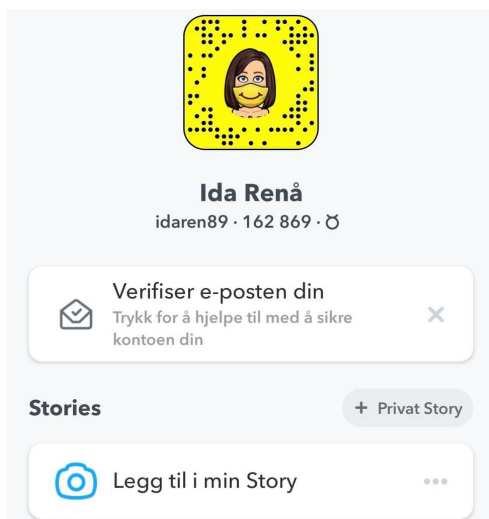 Ida Renå
idaren89 · 162 869 · ♉
Verifiser e-posten din
Trykk for å hjelpe til med å sikre
kontoen din
Stories
+ Privat Story
Legg til i min Story